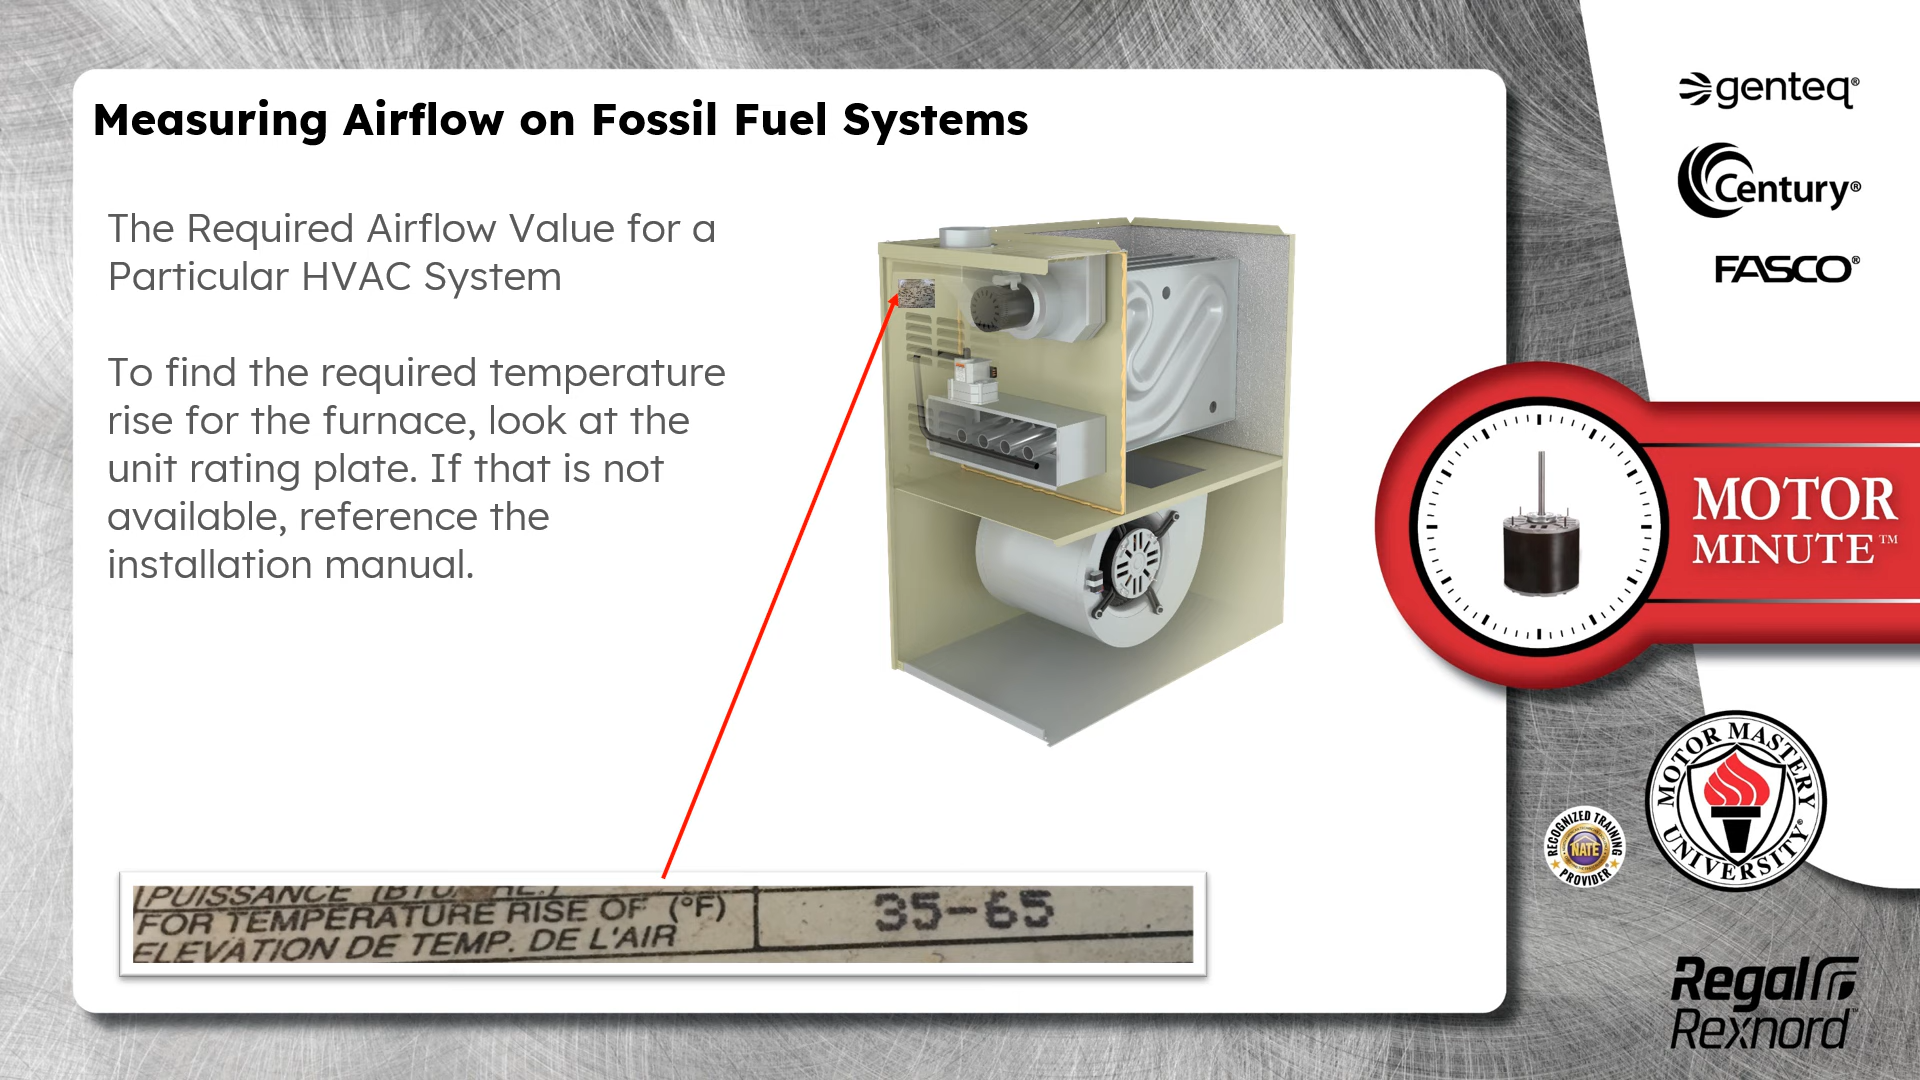 Measuring Airflow on Fossil Fuel Systems
The Required Airflow Value for a
Particular HVAC System
To find the required temperature
rise for the furnace, look at the
unit rating plate. If that is not
available, reference the
installation manual.
PUISSANCE (BTU
FOR TEMPERATURE RISE OF (°F)
35-65
ELEVATION DE TEMP. DE L'AIR
genteq®
Century®
FASCO®
MOTOR
MINUTE™
MOTOR MASTERY
UNIVERSITY®
RECOGNIZED TRAINING
NATE
PROVIDER
Regal
Rexnord